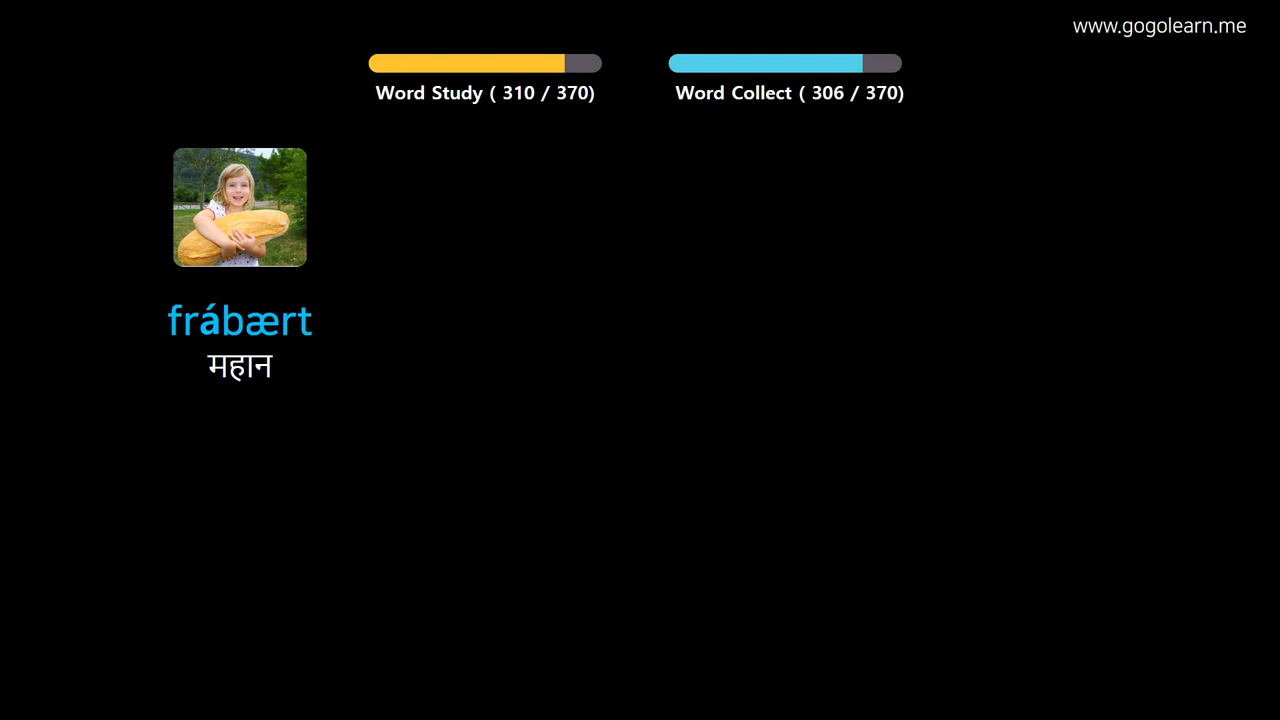 www.gogolearn.me
Word Study ( 310 / 370)
Word Collect ( 306 / 370)
frábært
महान